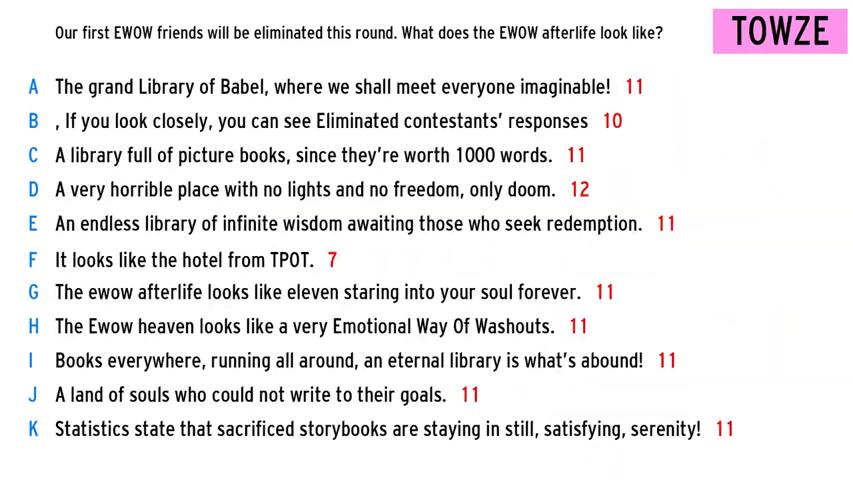 Our first EWOW friends will be eliminated this round. What does the EWOW afterlife look like?
TOWZE
A The grand Library of Babel, where we shall meet everyone imaginable! 11
B , If you look closely, you can see Eliminated contestants' responses 10
C A library full of picture books, since they're worth 1000 words. 11
D A very horrible place with no lights and no freedom, only doom. 12
E An endless library of infinite wisdom awaiting those who seek redemption. 11
F It looks like the hotel from TPOT. 7
G The ewow afterlife looks like eleven staring into your soul forever. 11
H The Ewow heaven looks like a very Emotional Way Of Washouts. 11
I Books everywhere, running all around, an eternal library is what's abound! 11
J A land of souls who could not write to their goals. 11
K Statistics state that sacrificed storybooks are staying in still, satisfying, serenity! 11